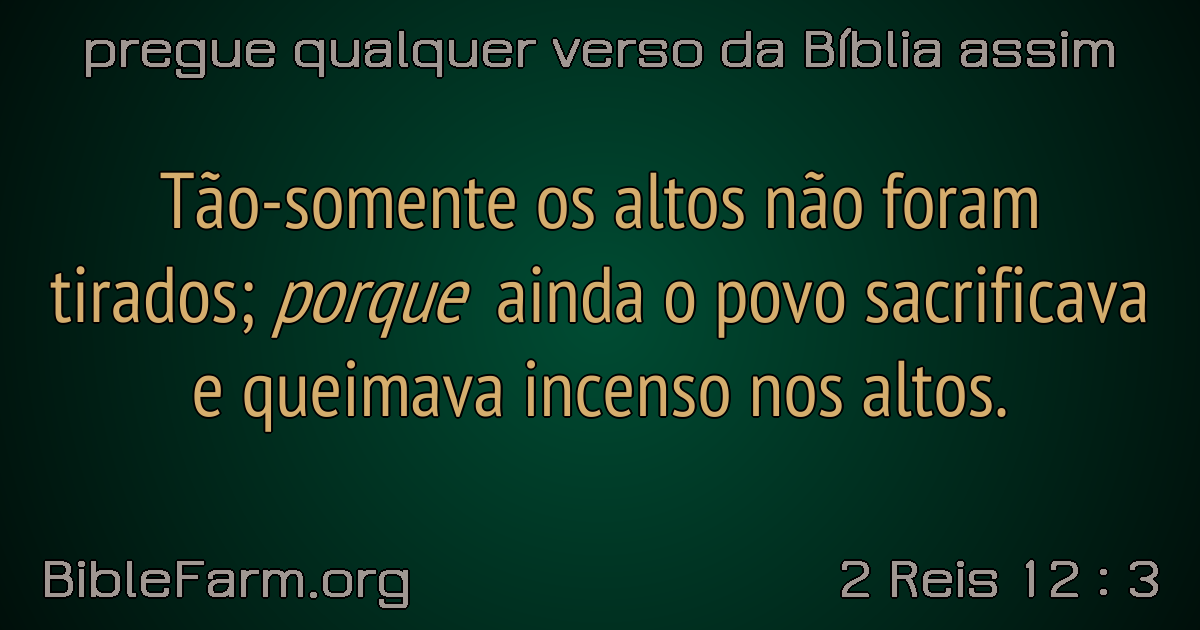 pregue qualquer verso da Bíblia assim
Tão-somente os altos não foram
tirados; porque ainda o povo sacrificava
e queimava incenso nos altos.
BibleFarm.org
2 Reis 12 : 3